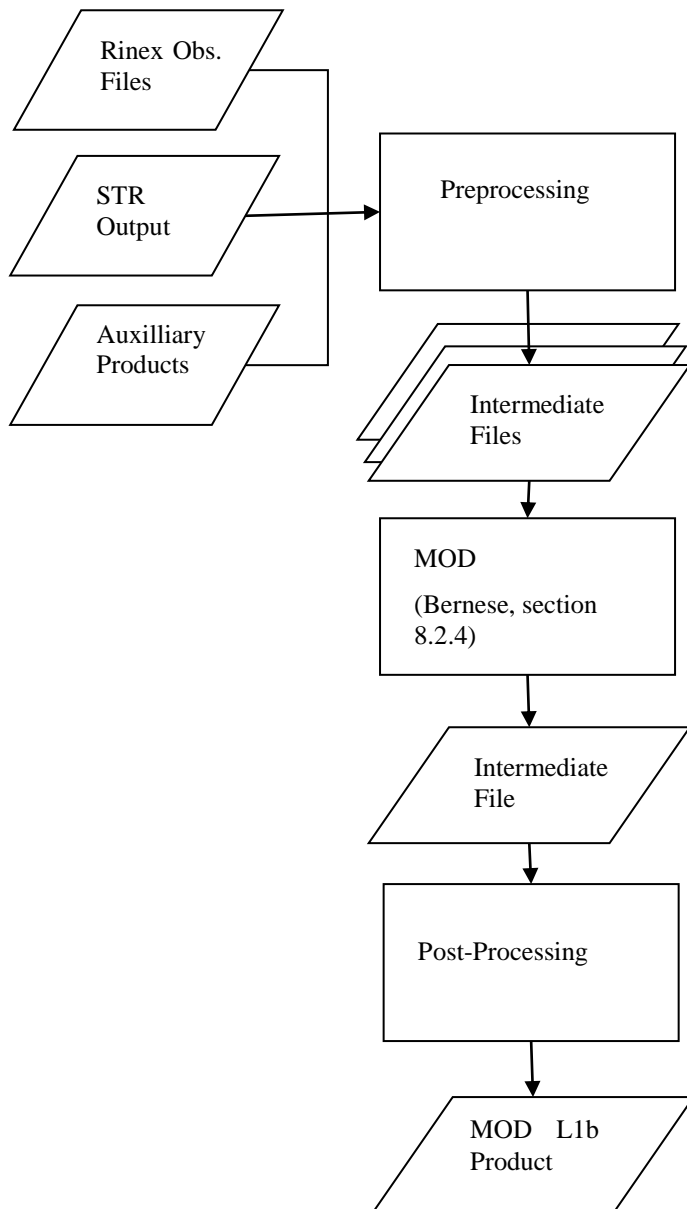 Rinex Obs.
Files
STR
Output
Auxilliary
Products
Preprocessing
Intermediate
Files
MOD
(Bernese, section
8.2.4)
Intermediate
File
Post-Processing
MOD L1b
Product